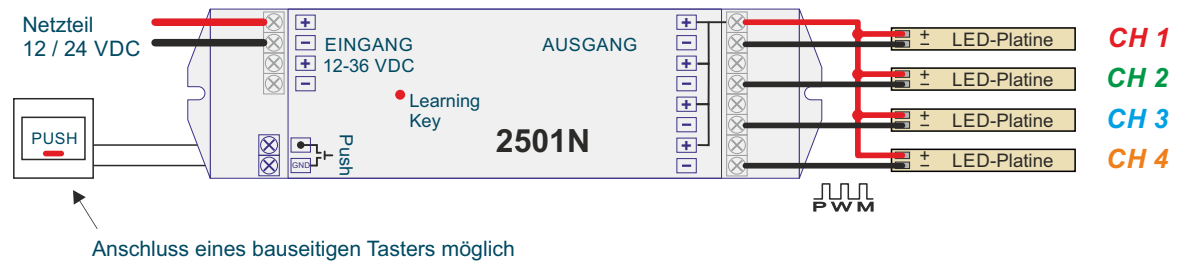 Netzteil
12 / 24 VDC
+
−
+
−
EINGANG
12-36 VDC
Learning
Key
2501N
AUSGANG
+
−
+
−
+
−
+
−
PUSH
GND
Push
+
− LED-Platine CH 1
+
− LED-Platine CH 2
+
− LED-Platine CH 3
+
− LED-Platine CH 4
PWM
Anschluss eines bauseitigen Tasters möglich